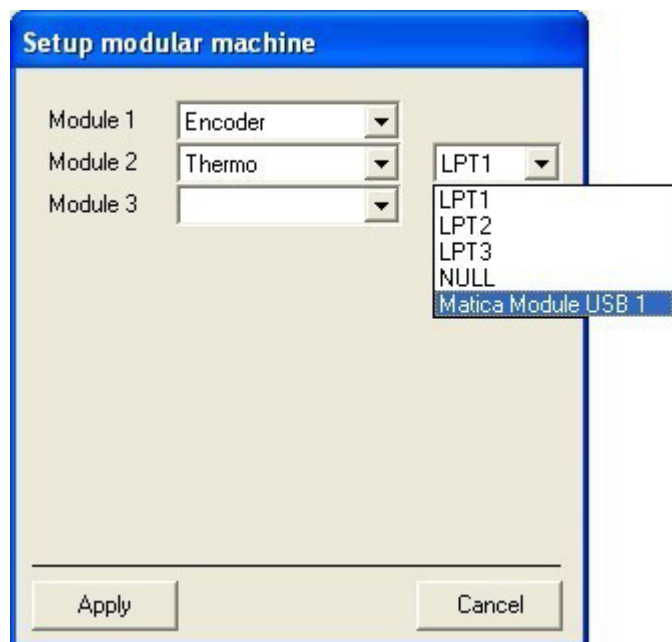 Setup modular machine
Module 1 Encoder
Module 2 Thermo LPT1
Module 3
LPT1
LPT2
LPT3
NULL
Matica Module USB 1
Apply Cancel